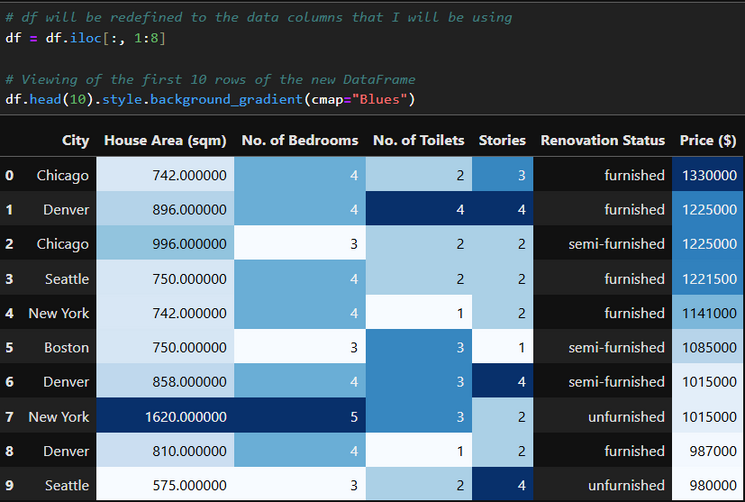 # df will be redefined to the data columns that I will be using
df = df.iloc[:, 1:8]
# Viewing of the first 10 rows of the new DataFrame
df.head(10).style.background_gradient(cmap="Blues")
City House Area (sqm) No. of Bedrooms No. of Toilets Stories Renovation Status Price ($)
0 Chicago 742.000000 4 2 3 furnished 1330000
1 Denver 896.000000 4 4 4 furnished 1225000
2 Chicago 996.000000 3 2 2 semi-furnished 1225000
3 Seattle 750.000000 4 2 2 furnished 1221500
4 New York 742.000000 4 1 2 furnished 1141000
5 Boston 750.000000 3 3 1 semi-furnished 1085000
6 Denver 858.000000 4 3 4 semi-furnished 1015000
7 New York 1620.000000 5 3 2 unfurnished 1015000
8 Denver 810.000000 4 1 2 furnished 987000
9 Seattle 575.000000 3 2 4 unfurnished 980000